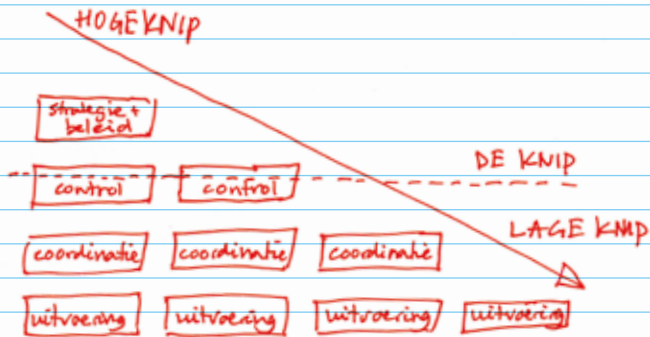 HOGE KNIP
strategie +
beleid
DE KNIP
control control
LAGE KNIP
coordinatie coordinatie coordinatie
uitvoering uitvoering uitvoering uitvoering